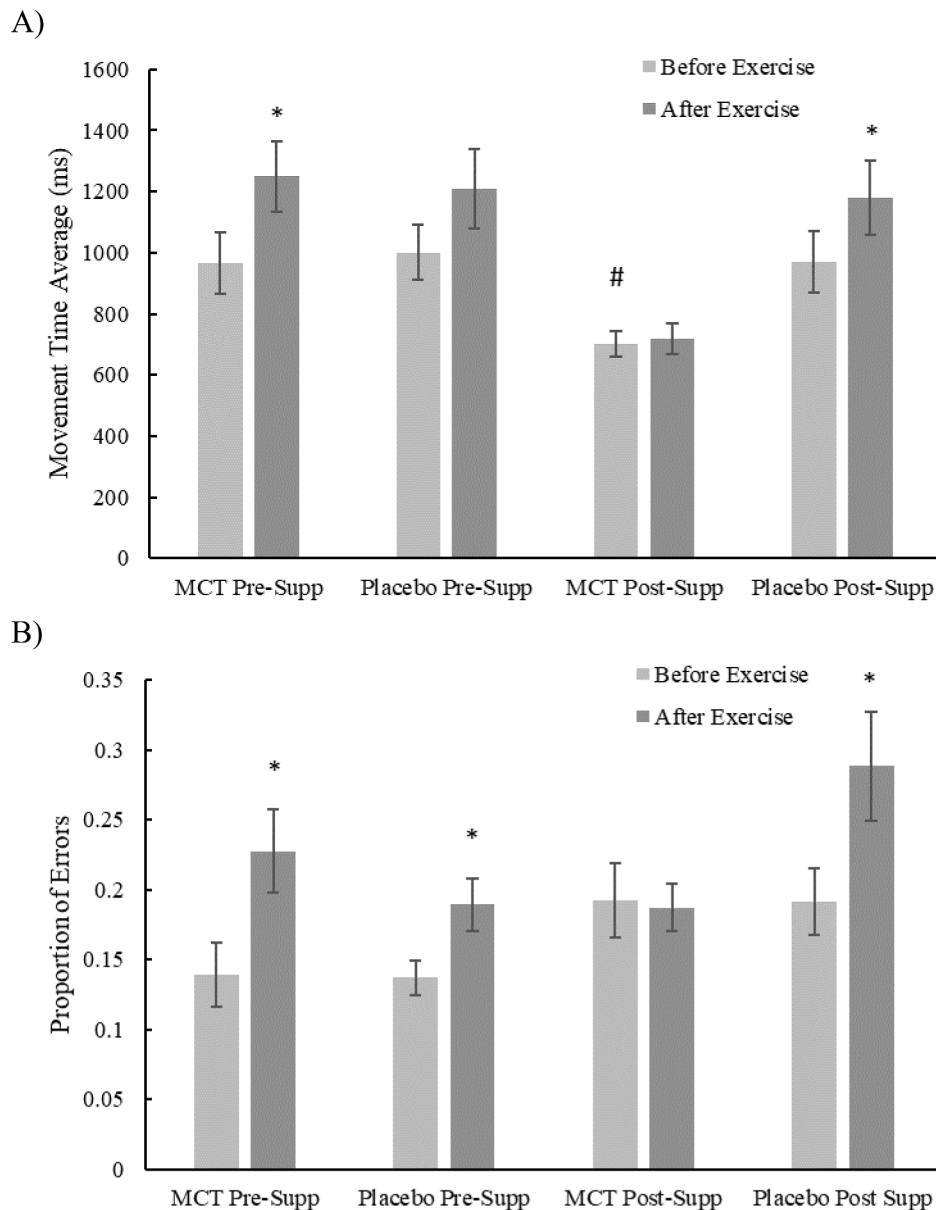 A)
Movement Time Average (ms)
1600
1400
1200
1000
800
600
400
200
0
Before Exercise
After Exercise
*
#
*
MCT Pre-Supp
Placebo Pre-Supp
MCT Post-Supp
Placebo Post-Supp
B)
Proportion of Errors
0.35
0.3
0.25
0.2
0.15
0.1
0.05
0
Before Exercise
After Exercise
*
*
*
MCT Pre-Supp
Placebo Pre-Supp
MCT Post-Supp
Placebo Post Supp